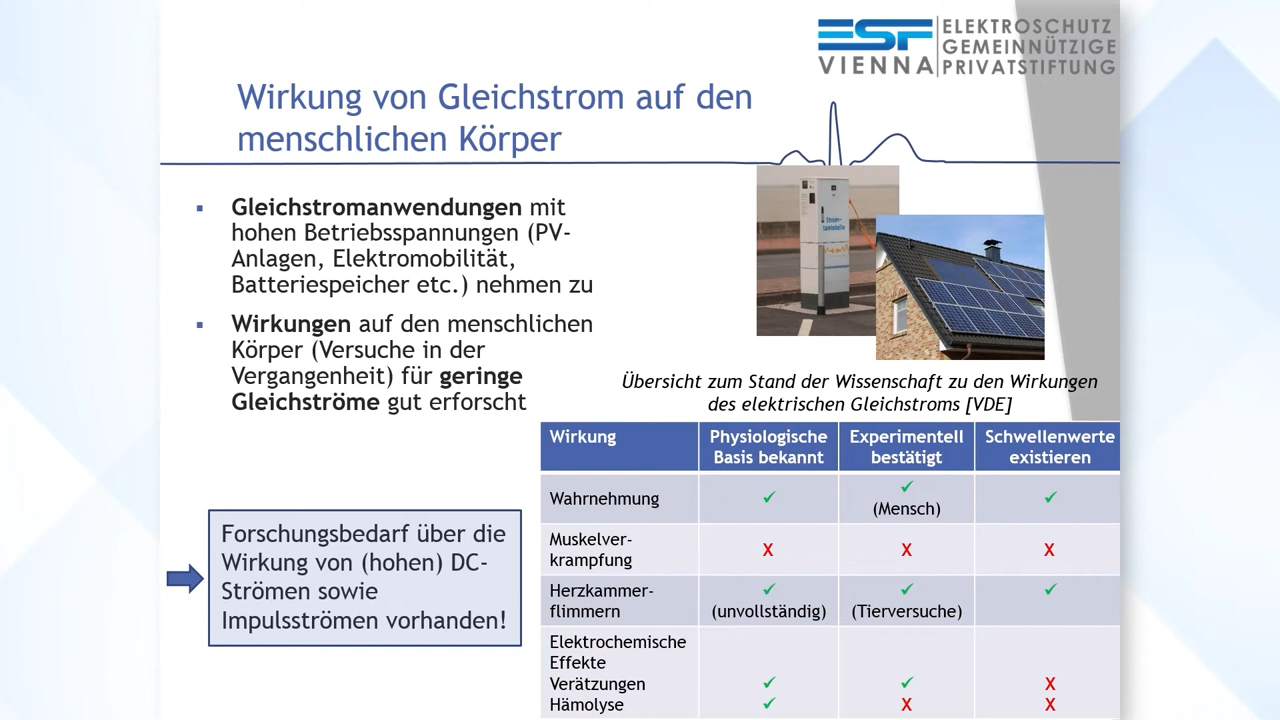 ESF VIENNA
ELEKTROSCHUTZ
GEMEINNÜTZIGE
PRIVATSTIFTUNG
Wirkung von Gleichstrom auf den
menschlichen Körper
▪ Gleichstromanwendungen mit
hohen Betriebsspannungen (PV-
Anlagen, Elektromobilität,
Batteriespeicher etc.) nehmen zu
▪ Wirkungen auf den menschlichen
Körper (Versuche in der
Vergangenheit) für geringe
Gleichströme gut erforscht
Forschungsbedarf über die
Wirkung von (hohen) DC-
Strömen sowie
Impulsströmen vorhanden!
Strom-
Übersicht zum Stand der Wissenschaft zu den Wirkungen
des elektrischen Gleichstroms [VDE]
Wirkung
Physiologische
Basis bekannt
Experimentell
bestätigt
Schwellenwerte
existieren
Wahrnehmung ✓ ✓ ✓
(Mensch)
Muskelver-
krampfung X X X
Herzkammer- ✓ ✓ ✓
flimmern (unvollständig) (Tierversuche)
Elektrochemische
Effekte
Verätzungen ✓ ✓ X
Hämolyse ✓ X X